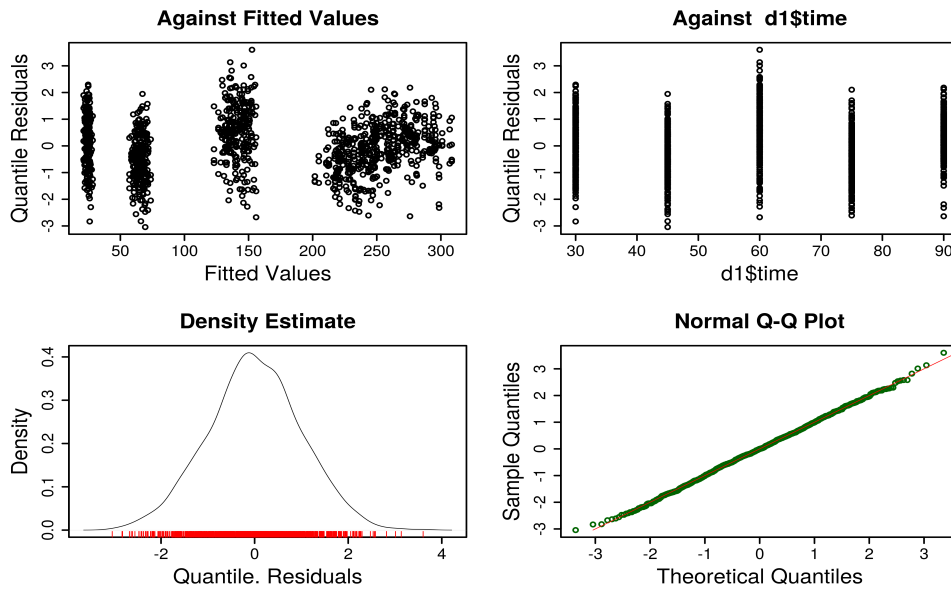 Against Fitted Values
Quantile Residuals
-3 -2 -1 0 1 2 3
50 100 150 200 250 300
Fitted Values
Against d1$time
Quantile Residuals
-3 -2 -1 0 1 2 3
30 40 50 60 70 80 90
d1$time
Density Estimate
Density
0.0 0.1 0.2 0.3 0.4
-2 0 2 4
Quantile. Residuals
Normal Q-Q Plot
Sample Quantiles
-3 -2 -1 0 1 2 3
-3 -2 -1 0 1 2 3
Theoretical Quantiles